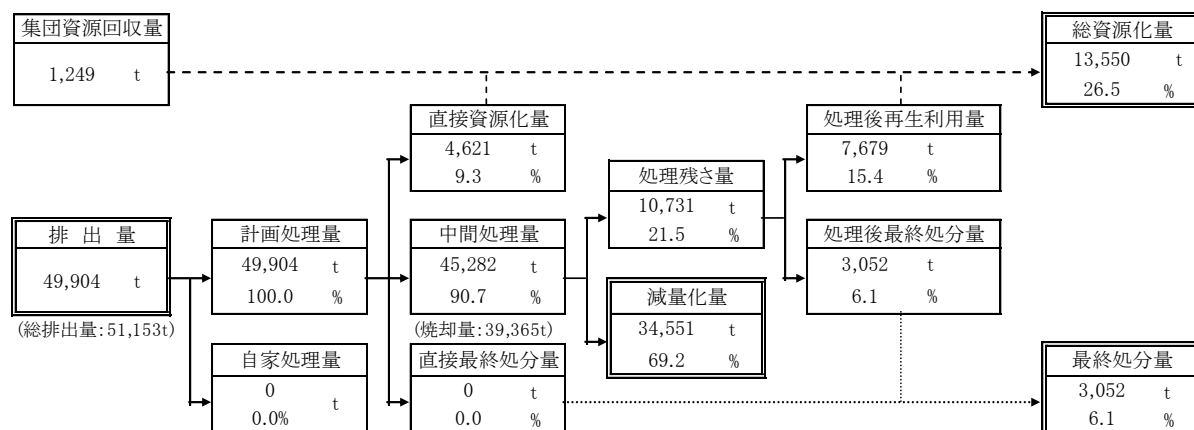 集団資源回収量
1,249 t
総資源化量
13,550 t
26.5 %
直接資源化量
4,621 t
9.3 %
処理後再生利用量
7,679 t
15.4 %
処理残さ量
10,731 t
21.5 %
排 出 量
49,904 t
(総排出量:51,153t)
計画処理量
49,904 t
100.0 %
中間処理量
45,282 t
90.7 %
(焼却量:39,365t)
処理後最終処分量
3,052 t
6.1 %
減量化量
34,551 t
69.2 %
自家処理量
0 t
0.0%
直接最終処分量
0 t
0.0 %
最終処分量
3,052 t
6.1 %